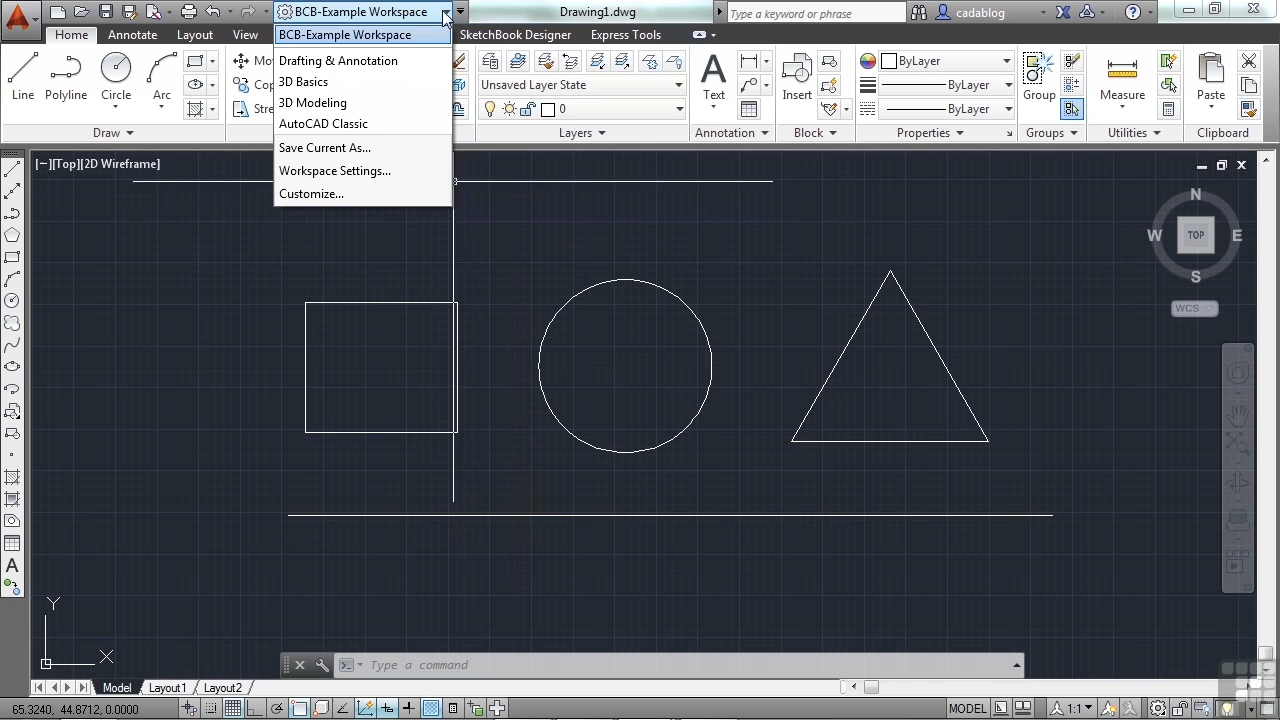 BCB-Example Workspace
Drawing1.dwg
Type a keyword or phrase
cadablog
Home
Annotate
Layout
View
SketchBook Designer
Express Tools
BCB-Example Workspace
Drafting & Annotation
3D Basics
3D Modeling
AutoCAD Classic
Save Current As...
Workspace Settings...
Customize...
Line
Polyline
Circle
Arc
Draw
Unsaved Layer State
0
Layers
A
Text
Annotation
Insert
Block
ByLayer
ByLayer
ByLayer
Properties
Group
Groups
Measure
Utilities
Paste
Clipboard
[−][Top][2D Wireframe]
N
W
TOP
E
S
WCS
A
Y
X
Type a command
Model
Layout1
Layout2
65.3240, 44.8712, 0.0000
MODEL
1:1